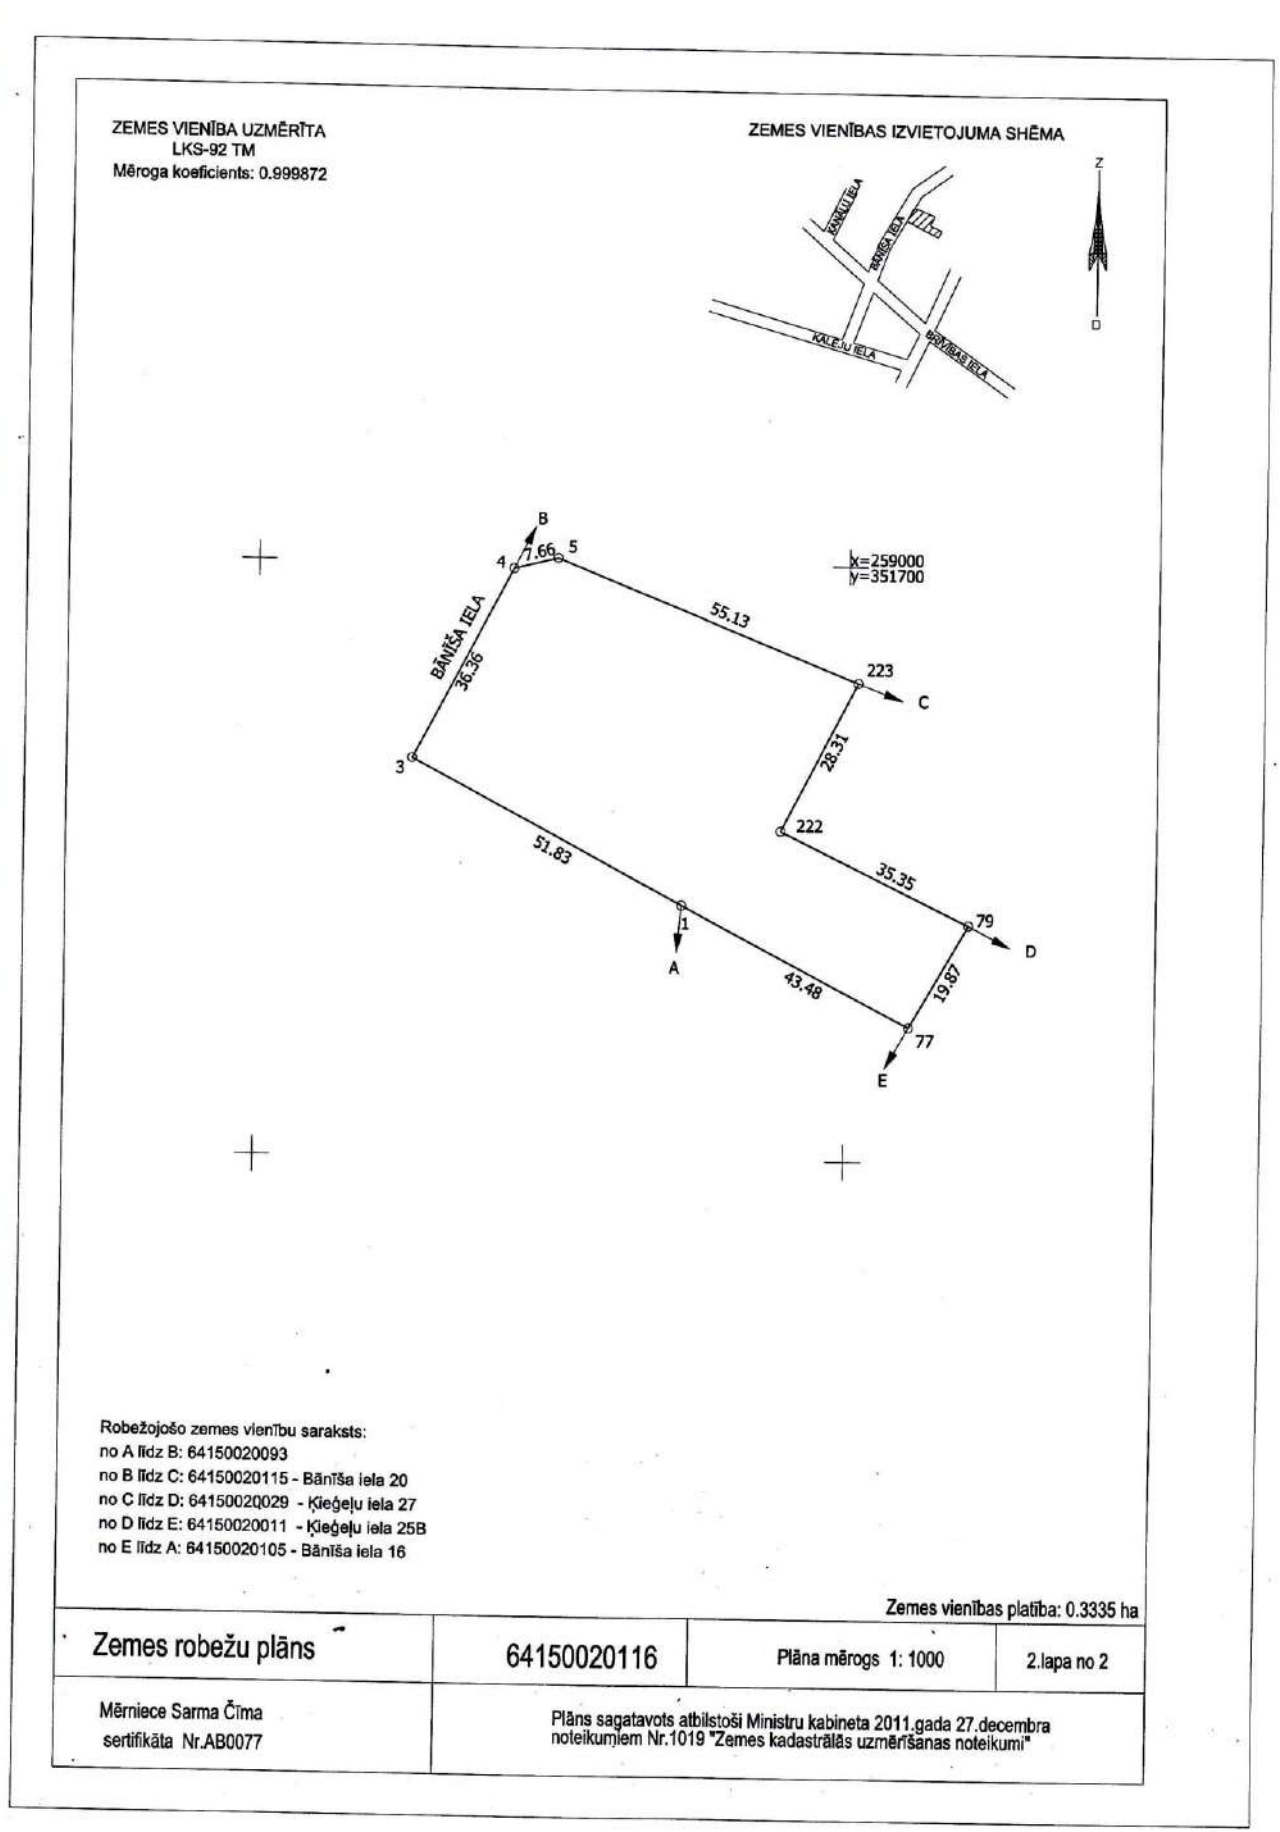 ZEMES VIENĪBA UZMĒRĪTA
LKS-92 TM
Mēroga koeficients: 0.999872
ZEMES VIENĪBAS IZVIETOJUMA SHĒMA
Z
KANĀLU IELA
BĀNĪŠA IELA
KALĒJU IELA
BRĪVĪBAS IELA
D
B
4
7.66
5
x=259000
y=351700
55.13
223
C
BĀNĪŠA IELA
36.36
28.31
3
222
51.83
35.35
1
79
A
D
43.48
19.87
77
E
Robežojošo zemes vienību saraksts:
no A līdz B: 64150020093
no B līdz C: 64150020115 - Bānīša iela 20
no C līdz D: 64150020029 - Ķieģeļu iela 27
no D līdz E: 64150020011 - Ķieģeļu iela 25B
no E līdz A: 64150020105 - Bānīša iela 16
Zemes vienības platība: 0.3335 ha
Zemes robežu plāns
64150020116
Plāna mērogs 1: 1000
2.lapa no 2
Mērniece Sarma Čīma
sertifikāta Nr.AB0077
Plāns sagatavots atbilstoši Ministru kabineta 2011.gada 27.decembra
noteikumiem Nr.1019 "Zemes kadastrālās uzmērīšanas noteikumi"